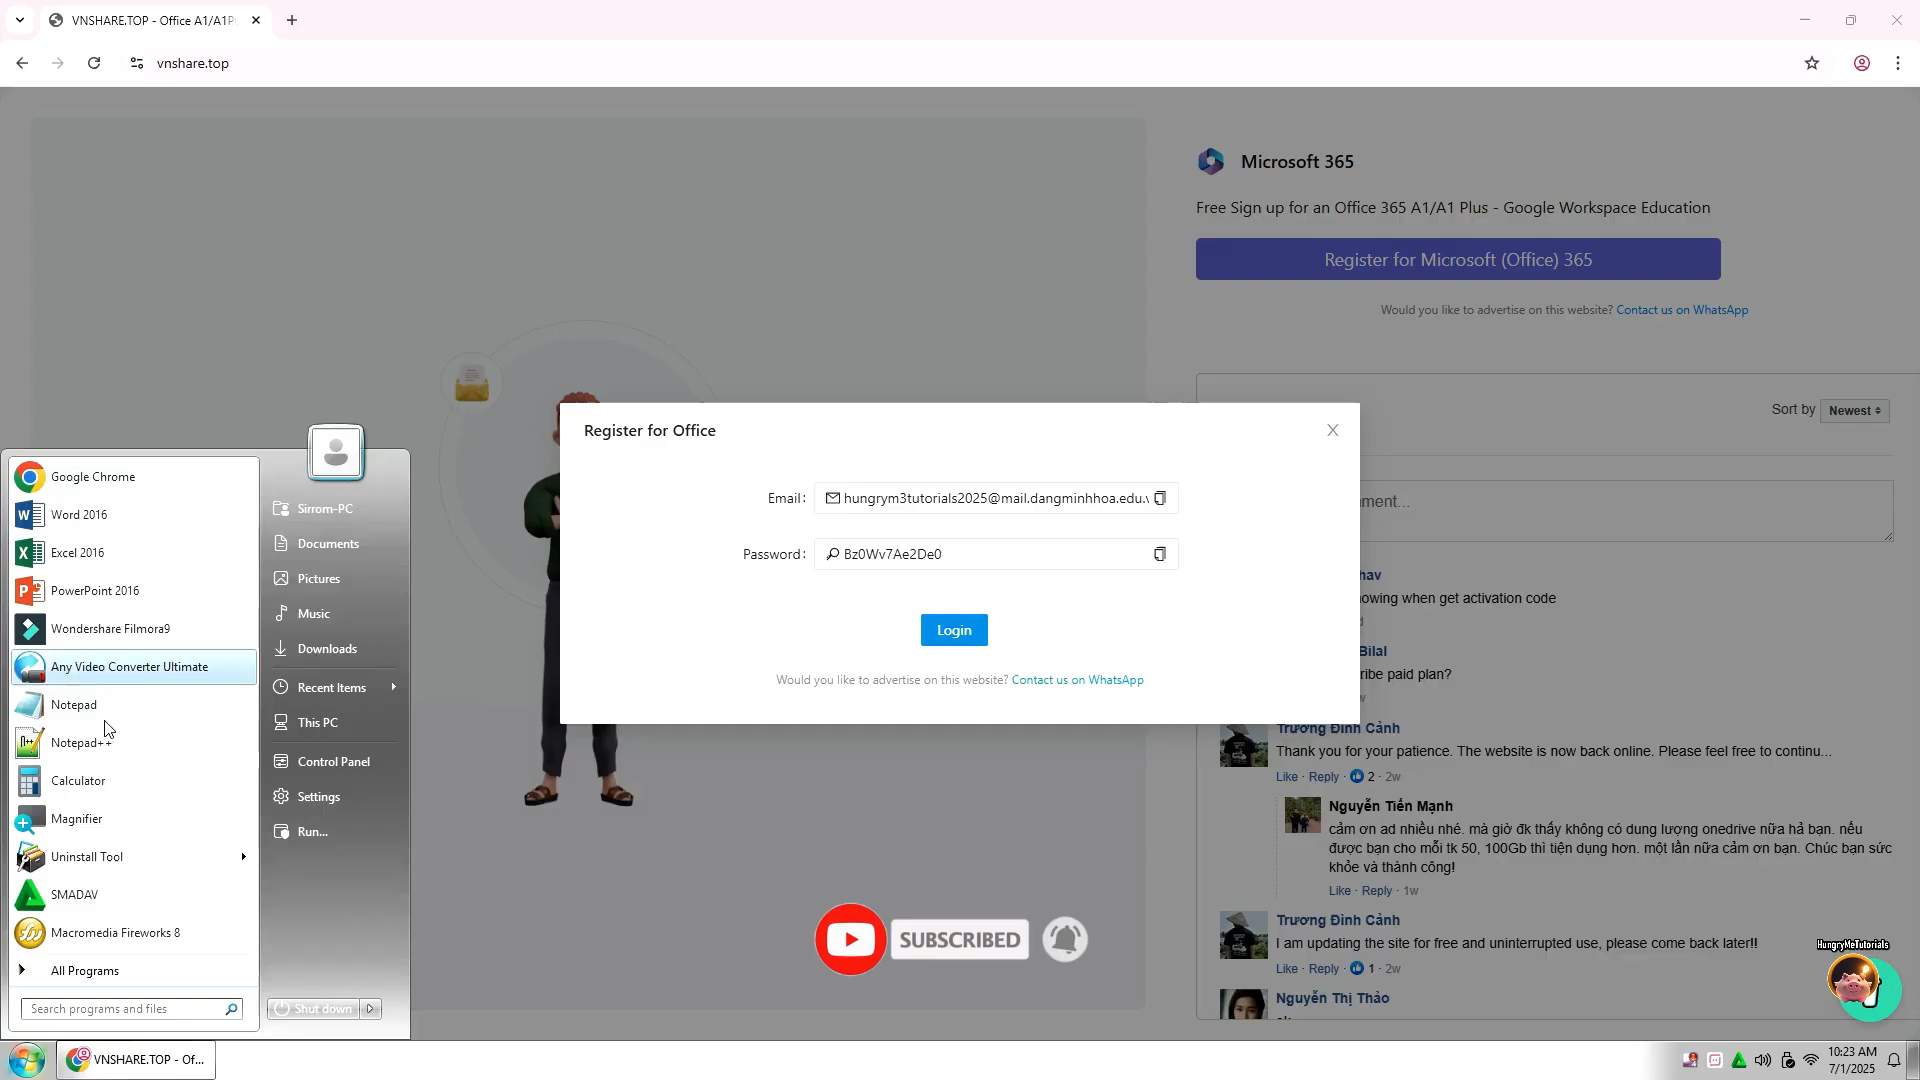 VNSHARE.TOP - Office A1/A1P
vnshare.top
Microsoft 365
Free Sign up for an Office 365 A1/A1 Plus - Google Workspace Education
Register for Microsoft (Office) 365
Would you like to advertise on this website? Contact us on WhatsApp
Sort by Newest
Register for Office
Email:
hungrym3tutorials2025@mail.dangminhhoa.edu.v
Password:
Bz0Wv7Ae2De0
Login
Would you like to advertise on this website? Contact us on WhatsApp
ment...
hav
owing when get activation code
Bilal
ribe paid plan?
Trương Đình Cảnh
Thank you for your patience. The website is now back online. Please feel free to continu...
Like · Reply · 2 · 2w
Nguyễn Tiến Mạnh
cảm ơn ad nhiều nhé. mà giờ đk thấy không có dung lượng onedrive nữa hả bạn. nếu
được bạn cho mỗi tk 50, 100Gb thì tiện dụng hơn. một lần nữa cảm ơn bạn. Chúc bạn sức
khỏe và thành công!
Like · Reply · 1w
Trương Đình Cảnh
I am updating the site for free and uninterrupted use, please come back later!!
Like · Reply · 1 · 2w
Nguyễn Thị Thảo
HungryMeTutorials
SUBSCRIBED
Google Chrome
Word 2016
Excel 2016
PowerPoint 2016
Wondershare Filmora9
Any Video Converter Ultimate
Notepad
Notepad++
Calculator
Magnifier
Uninstall Tool
SMADAV
Macromedia Fireworks 8
All Programs
Search programs and files
Sirrom-PC
Documents
Pictures
Music
Downloads
Recent Items
This PC
Control Panel
Settings
Run...
Shut down
VNSHARE.TOP - Of...
10:23 AM
7/1/2025